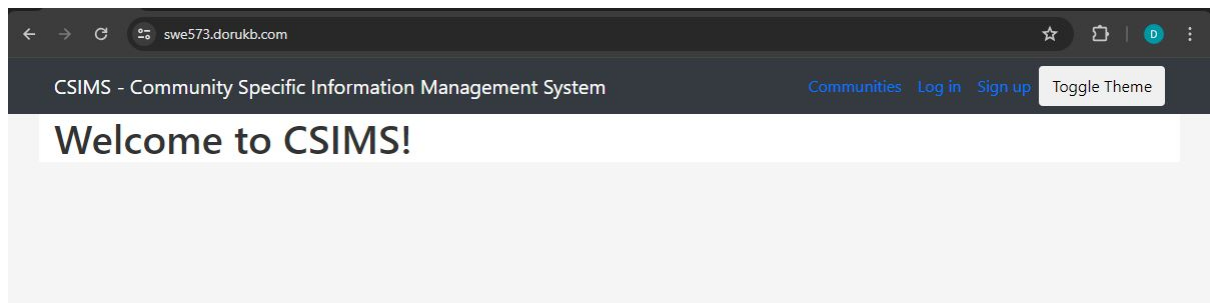 swe573.dorukb.com
D
CSIMS - Community Specific Information Management System
Communities Log in Sign up Toggle Theme
Welcome to CSIMS!